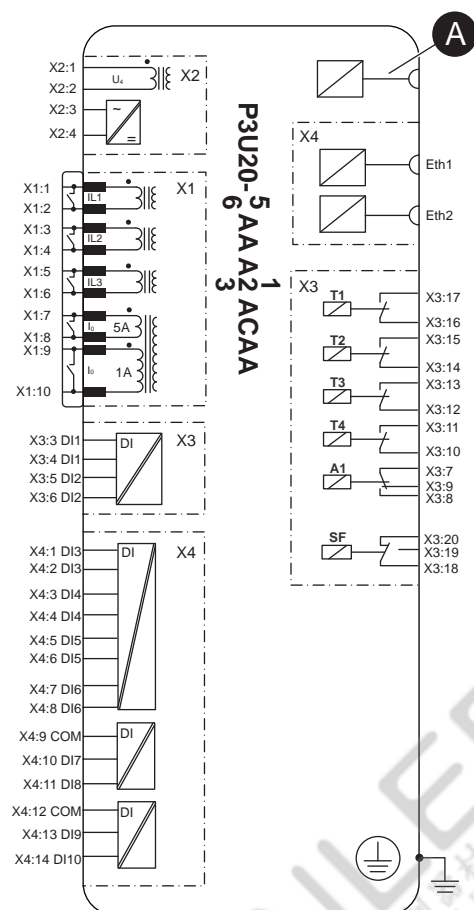 A
X2:1
X2:2
X2:3
X2:4
U₄
X2
~
=
X1:1
X1:2
X1:3
X1:4
X1:5
X1:6
X1:7
X1:8
X1:9
X1:10
IL1
IL2
IL3
I₀
5A
I₀
1A
X1
X3:3 DI1
X3:4 DI1
X3:5 DI2
X3:6 DI2
DI
X3
X4:1 DI3
X4:2 DI3
X4:3 DI4
X4:4 DI4
X4:5 DI5
X4:6 DI5
X4:7 DI6
X4:8 DI6
DI
X4
X4:9 COM
X4:10 DI7
X4:11 DI8
DI
X4:12 COM
X4:13 DI9
X4:14 DI10
DI
5 1
P3U20- AA A2 ACAA
6 3
X4
Eth1
Eth2
X3
T1
X3:17
X3:16
T2
X3:15
X3:14
T3
X3:13
X3:12
T4
X3:11
X3:10
A1
X3:7
X3:9
X3:8
SF
X3:20
X3:19
X3:18